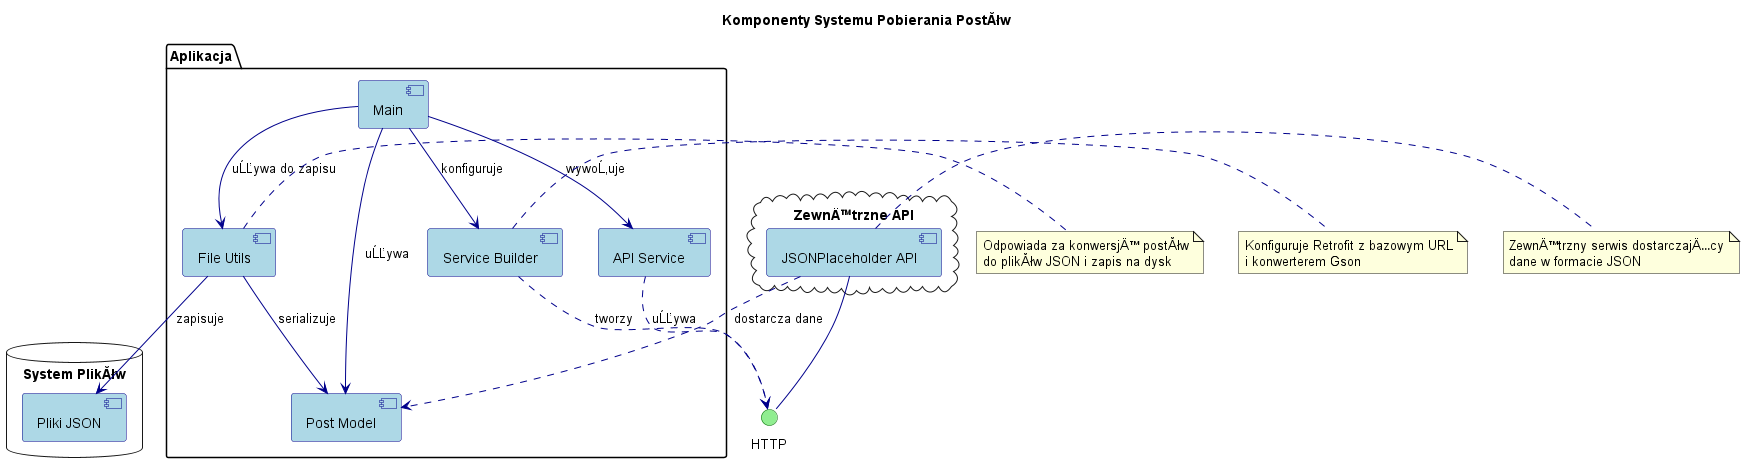 Komponenty Systemu Pobierania PostĂłw
Aplikacja
Main
uĹĽywa do zapisu
konfiguruje
wywoĹ‚uje
ZewnÄ™trzne API
File Utils
Service Builder
API Service
JSONPlaceholder API
OdpowiadaĹ za konwersjÄ™ postĂłw
do plikĂłw JSON i zapis na dysk
Konfiguruje Retrofit z bazowym URL
i konwerterem Gson
ZewnÄ™trzny serwis dostarczajÄ…cy
dane w formacie JSON
uĹĽywa
zapisuje
serializuje
tworzy
uĹĽywa
dostarcza dane
System PlikĂłw
Pliki JSON
Post Model
HTTP